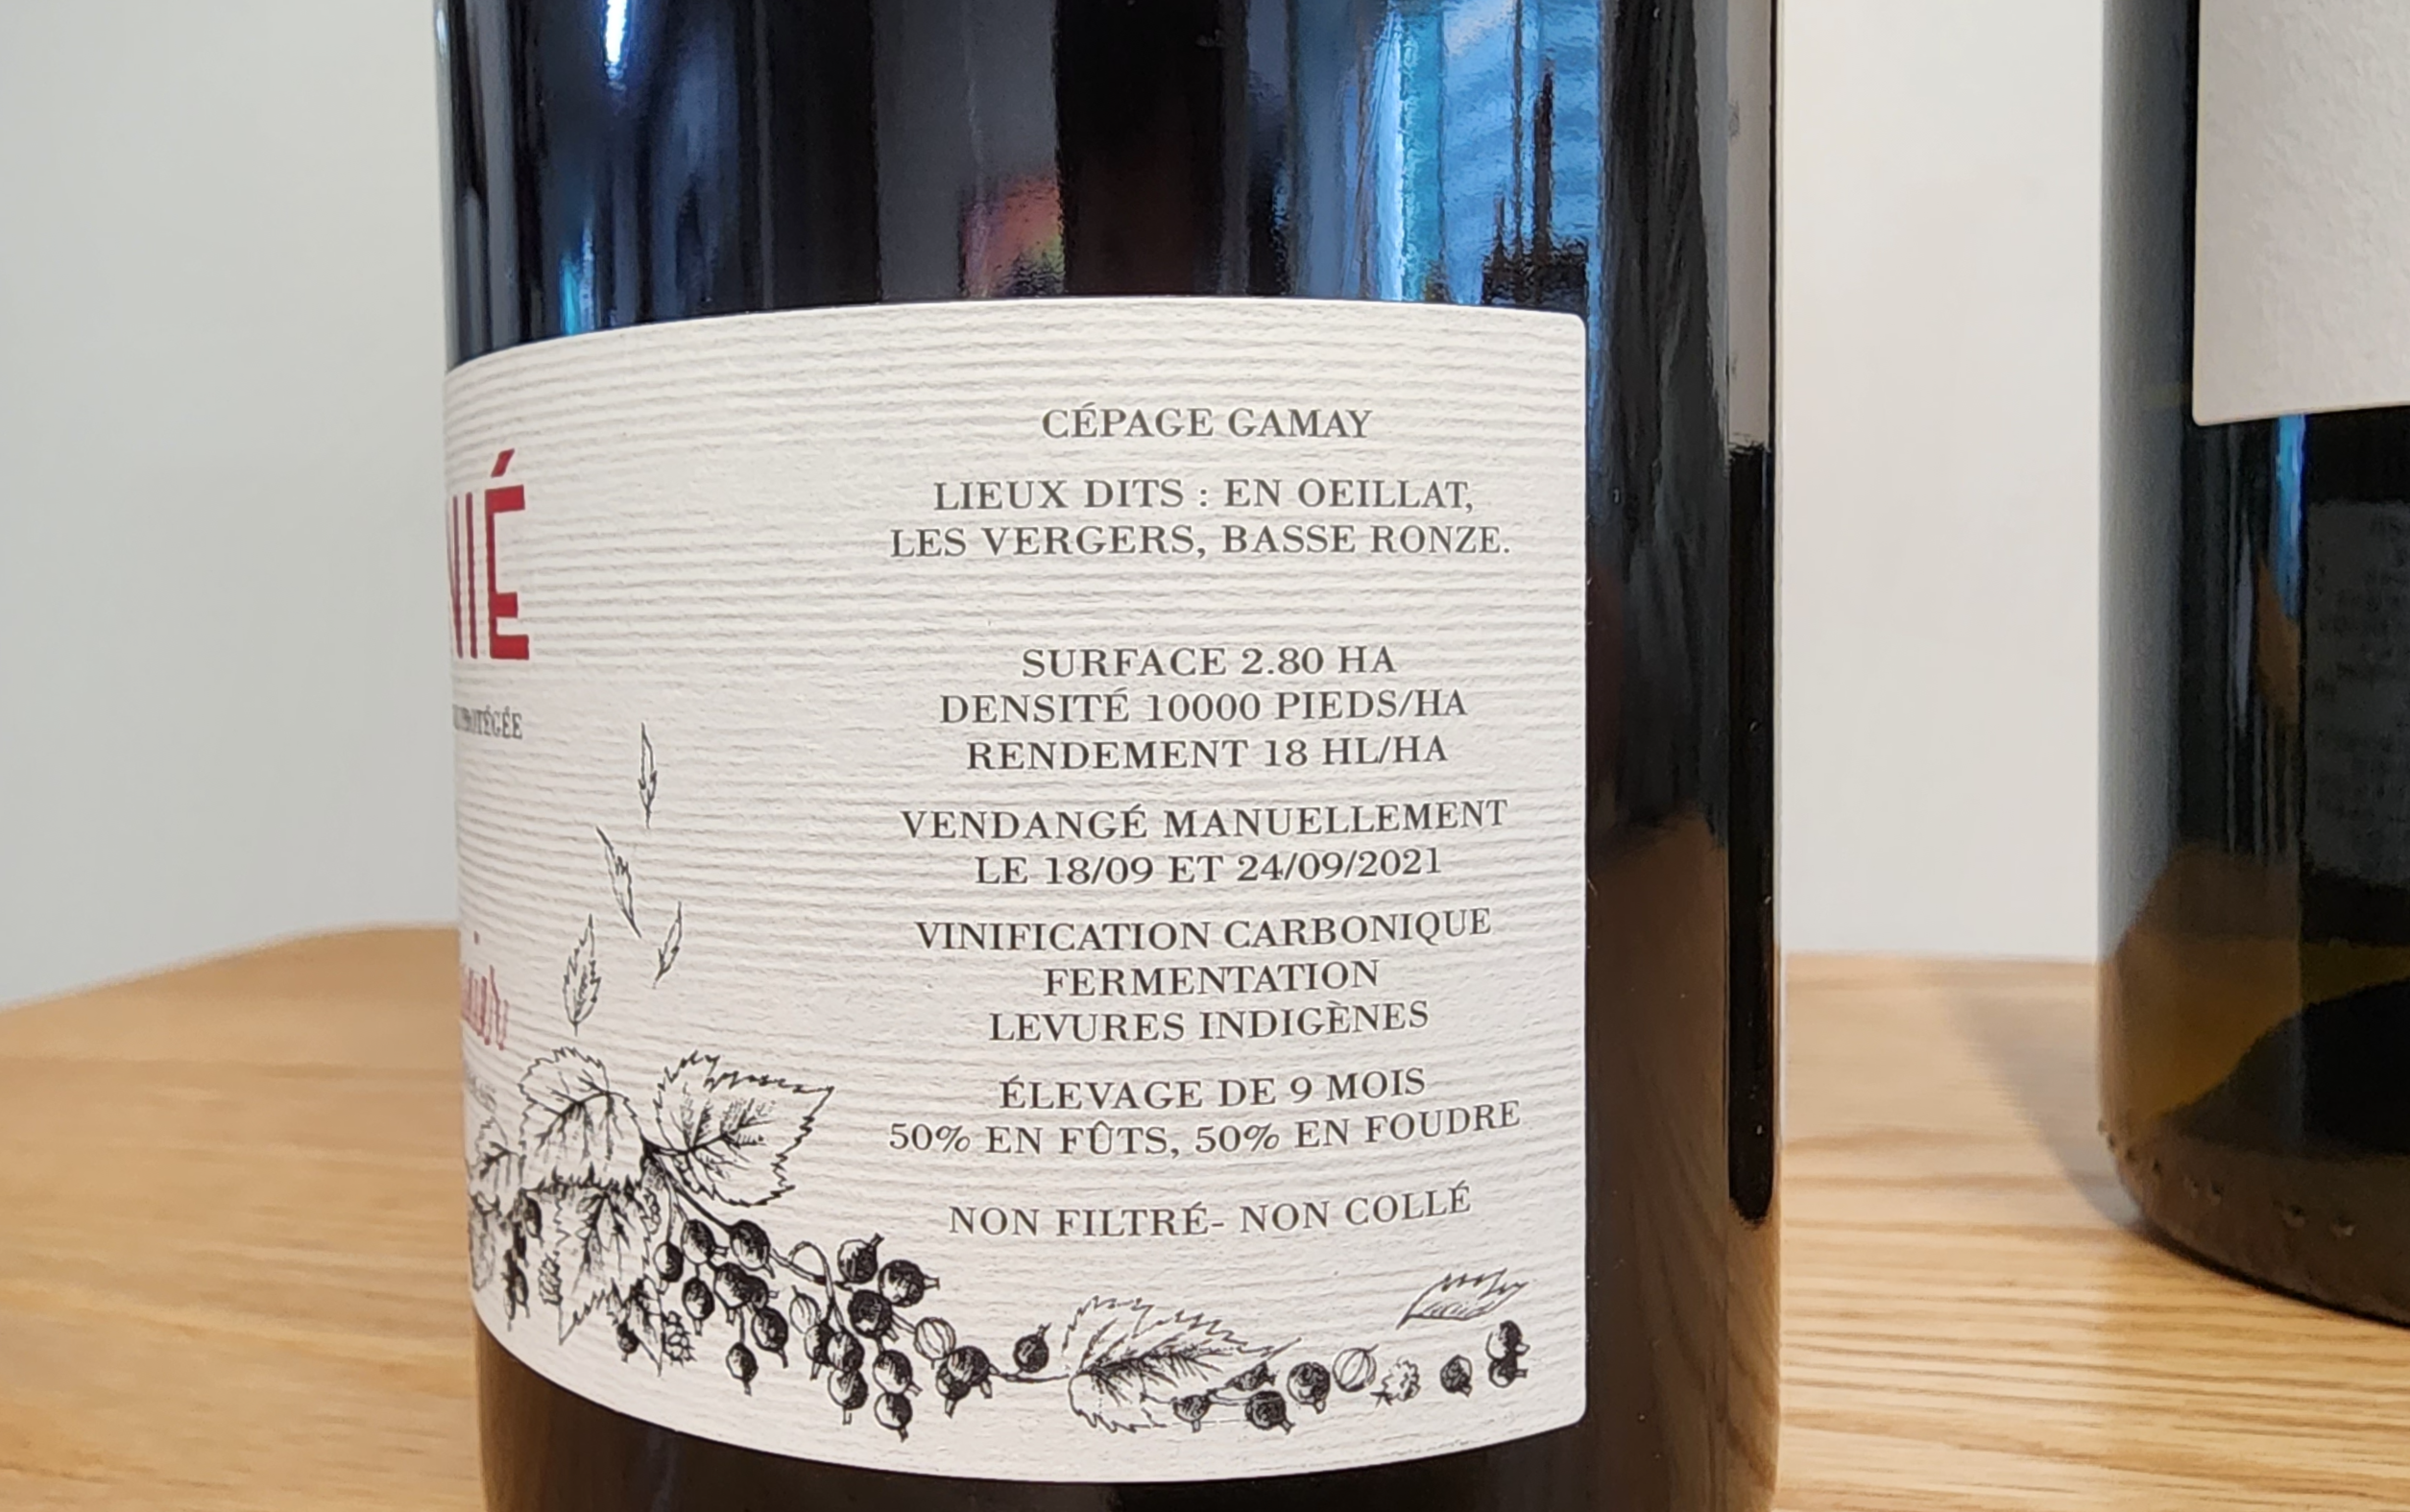 NIÉ
PROTÉGÉE
CÉPAGE GAMAY
LIEUX DITS : EN OEILLAT,
LES VERGERS, BASSE RONZE.
SURFACE 2.80 HA
DENSITÉ 10000 PIEDS/HA
RENDEMENT 18 HL/HA
VENDANGÉ MANUELLEMENT
LE 18/09 ET 24/09/2021
VINIFICATION CARBONIQUE
FERMENTATION
LEVURES INDIGÈNES
ÉLEVAGE DE 9 MOIS
50% EN FÛTS, 50% EN FOUDRE
NON FILTRÉ- NON COLLÉ